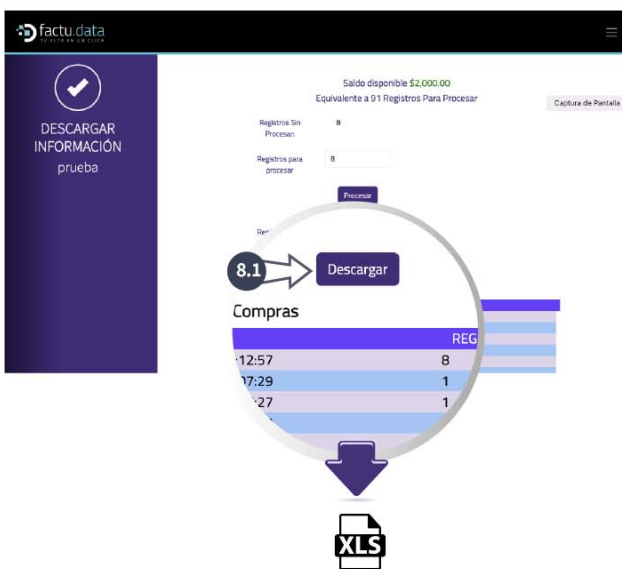 factu.data
TU ALTA EN UN CLICK
DESCARGAR
INFORMACIÓN
prueba
Saldo disponible $2,000.00
Equivalente a 91 Registros Para Procesar
Captura de Pantalla
Registros Sin
Procesar:
8
Registros para
procesar
8
Procesar
8.1
Descargar
Compras
REG
:12:57 8
07:29 1
:27 1
XLS